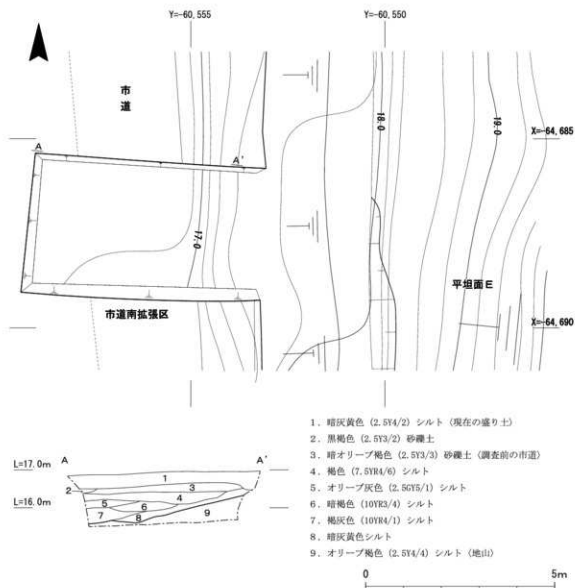 Y=-60,555
Y=-60,550
市道
18.0
19.0
X=-64,685
A
A'
17.0
平坦面E
市道南拡張区
X=-64,690
1. 暗灰黄色 (2.5Y4/2) シルト (現在の盛り土)
2. 黒褐色 (2.5Y3/2) 砂礫土
3. 暗オリーブ褐色 (2.5Y3/3) 砂礫土 (調査前の市道)
4. 褐色 (7.5YR4/6) シルト
5. オリーブ灰色 (2.5GY5/1) シルト
6. 暗褐色 (10YR3/4) シルト
7. 褐灰色 (10YR4/1) シルト
8. 暗灰黄色シルト
9. オリーブ褐色 (2.5Y4/4) シルト (地山)
A
A'
L=17.0m
1
2
3
4
L=16.0m
5
6
7
8
9
0
5m